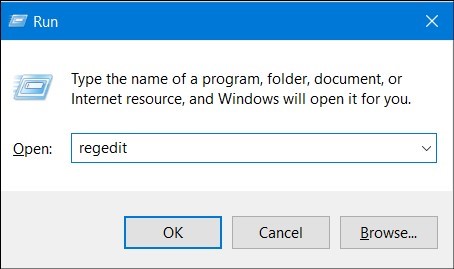 Run
Type the name of a program, folder, document, or
Internet resource, and Windows will open it for you.
Open: regedit
OK Cancel Browse...